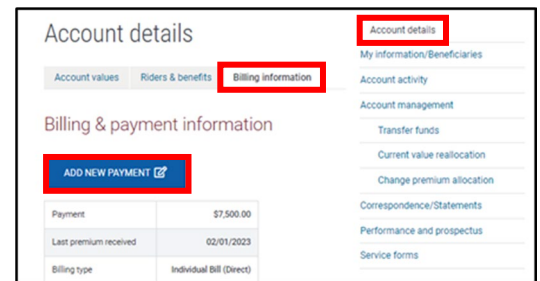 Account details
Account values Riders & benefits Billing information
Billing & payment information
ADD NEW PAYMENT
Payment $7,500.00
Last premium received 02/01/2023
Billing type Individual Bill (Direct)
Account details
My information/Beneficiaries
Account activity
Account management
Transfer funds
Current value reallocation
Change premium allocation
Correspondence/Statements
Performance and prospectus
Service forms